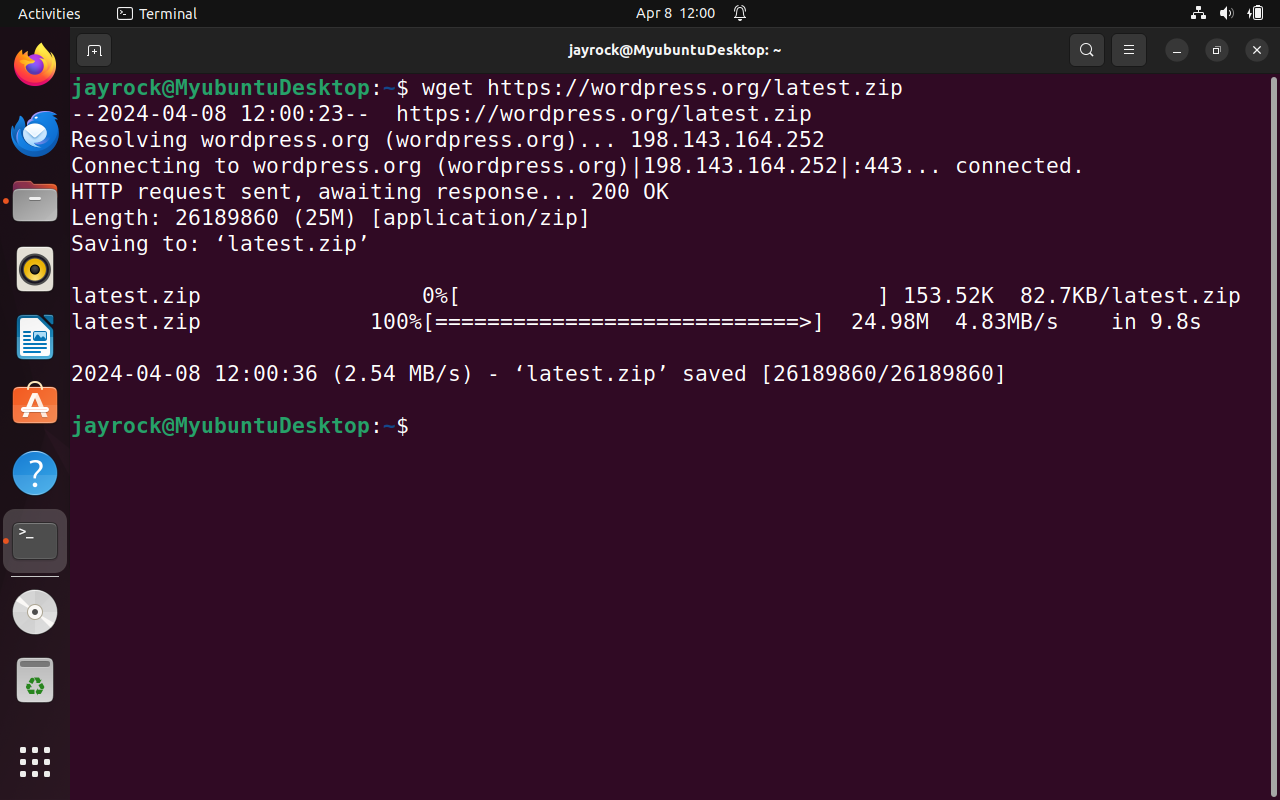 Activities Terminal Apr 8 12:00
jayrock@MyubuntuDesktop: ~
jayrock@MyubuntuDesktop:~$ wget https://wordpress.org/latest.zip
--2024-04-08 12:00:23--  https://wordpress.org/latest.zip
Resolving wordpress.org (wordpress.org)... 198.143.164.252
Connecting to wordpress.org (wordpress.org)|198.143.164.252|:443... connected.
HTTP request sent, awaiting response... 200 OK
Length: 26189860 (25M) [application/zip]
Saving to: ‘latest.zip’
latest.zip                 0%[                                ] 153.52K  82.7KB/latest.zip
latest.zip             100%[============================>]  24.98M  4.83MB/s    in 9.8s
2024-04-08 12:00:36 (2.54 MB/s) - ‘latest.zip’ saved [26189860/26189860]
jayrock@MyubuntuDesktop:~$